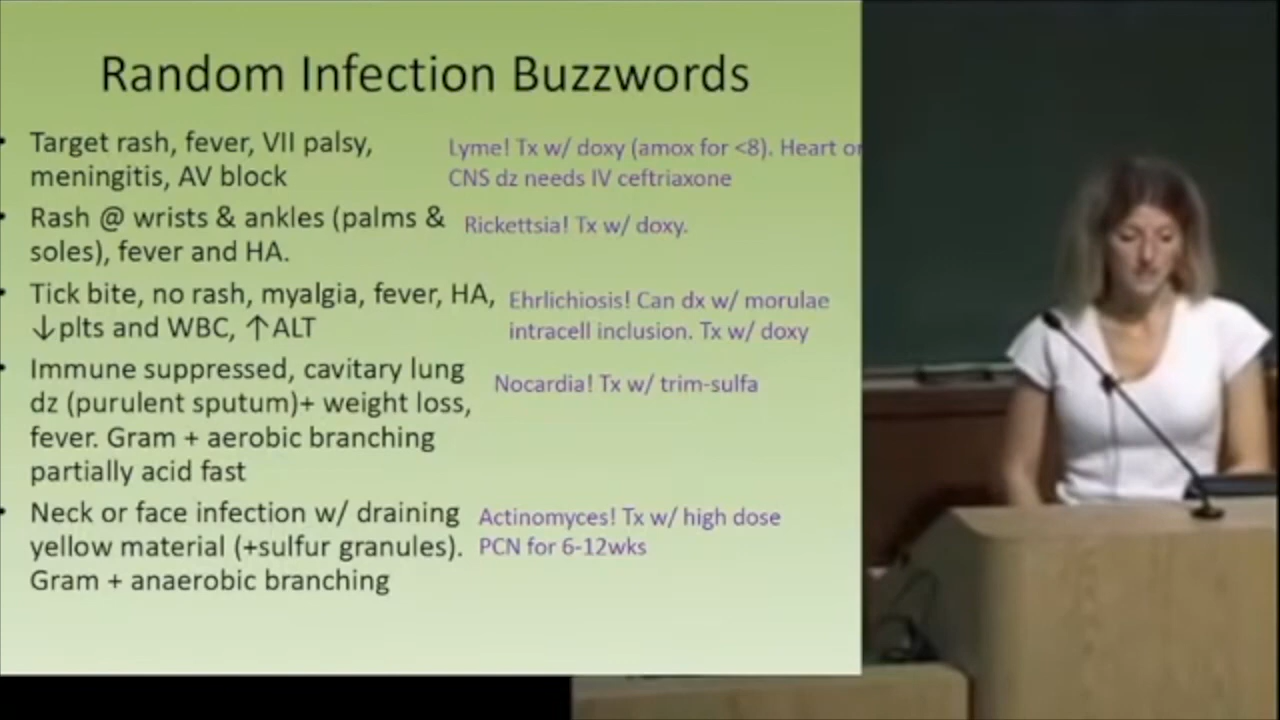 Random Infection Buzzwords
• Target rash, fever, VII palsy,
meningitis, AV block
Lyme! Tx w/ doxy (amox for <8). Heart or
CNS dz needs IV ceftriaxone
• Rash @ wrists & ankles (palms &
soles), fever and HA.
Rickettsia! Tx w/ doxy.
• Tick bite, no rash, myalgia, fever, HA,
↓plts and WBC, ↑ALT
Ehrlichiosis! Can dx w/ morulae
intracell inclusion. Tx w/ doxy
• Immune suppressed, cavitary lung
dz (purulent sputum)+ weight loss,
fever. Gram + aerobic branching
partially acid fast
Nocardia! Tx w/ trim-sulfa
• Neck or face infection w/ draining
yellow material (+sulfur granules).
Gram + anaerobic branching
Actinomyces! Tx w/ high dose
PCN for 6-12wks